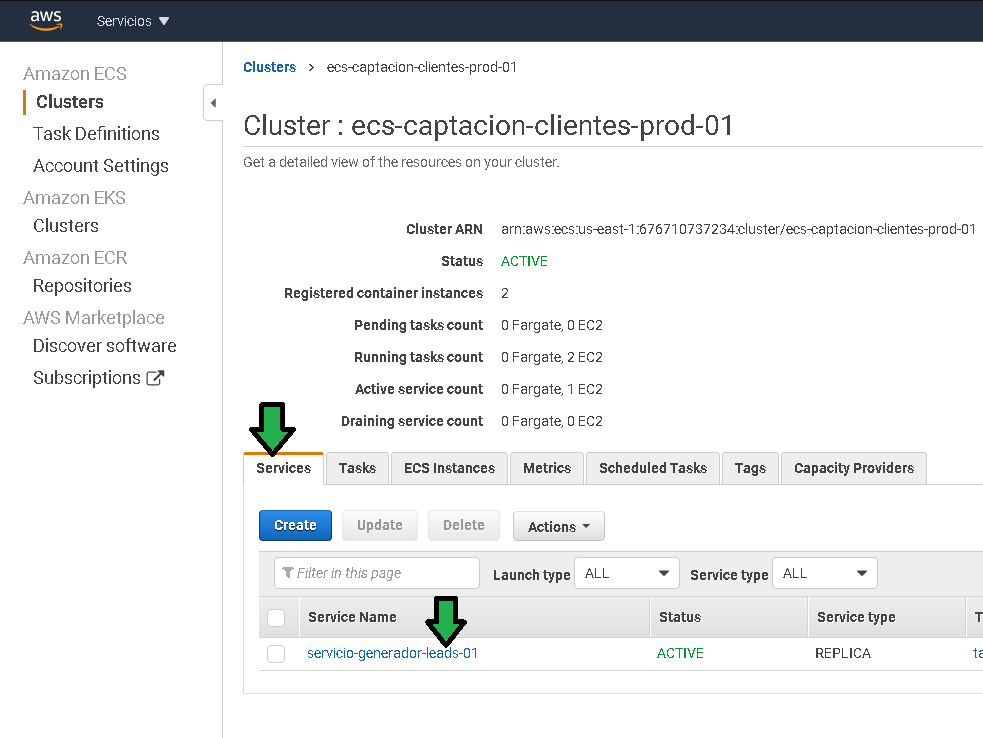 aws Servicios
Amazon ECS
Clusters
Task Definitions
Account Settings
Amazon EKS
Clusters
Amazon ECR
Repositories
AWS Marketplace
Discover software
Subscriptions
Clusters > ecs-captacion-clientes-prod-01
Cluster : ecs-captacion-clientes-prod-01
Get a detailed view of the resources on your cluster.
Cluster ARN arn:aws:ecs:us-east-1:676710737234:cluster/ecs-captacion-clientes-prod-01
Status ACTIVE
Registered container instances 2
Pending tasks count 0 Fargate, 0 EC2
Running tasks count 0 Fargate, 2 EC2
Active service count 0 Fargate, 1 EC2
Draining service count 0 Fargate, 0 EC2
Services Tasks ECS Instances Metrics Scheduled Tasks Tags Capacity Providers
Create Update Delete Actions
Filter in this page Launch type ALL Service type ALL
Service Name Status Service type T
servicio-generador-leads-01 ACTIVE REPLICA ta